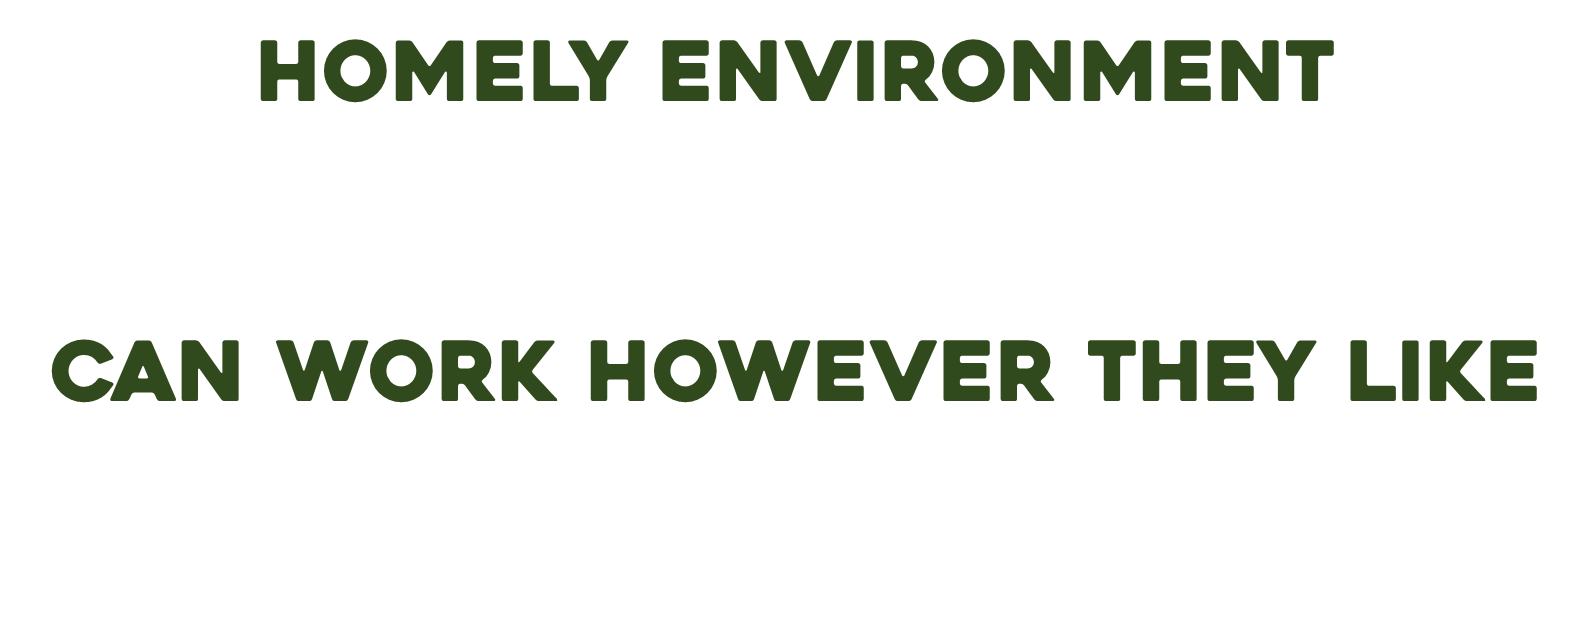 HOMELY ENVIRONMENT
CAN WORK HOWEVER THEY LIKE